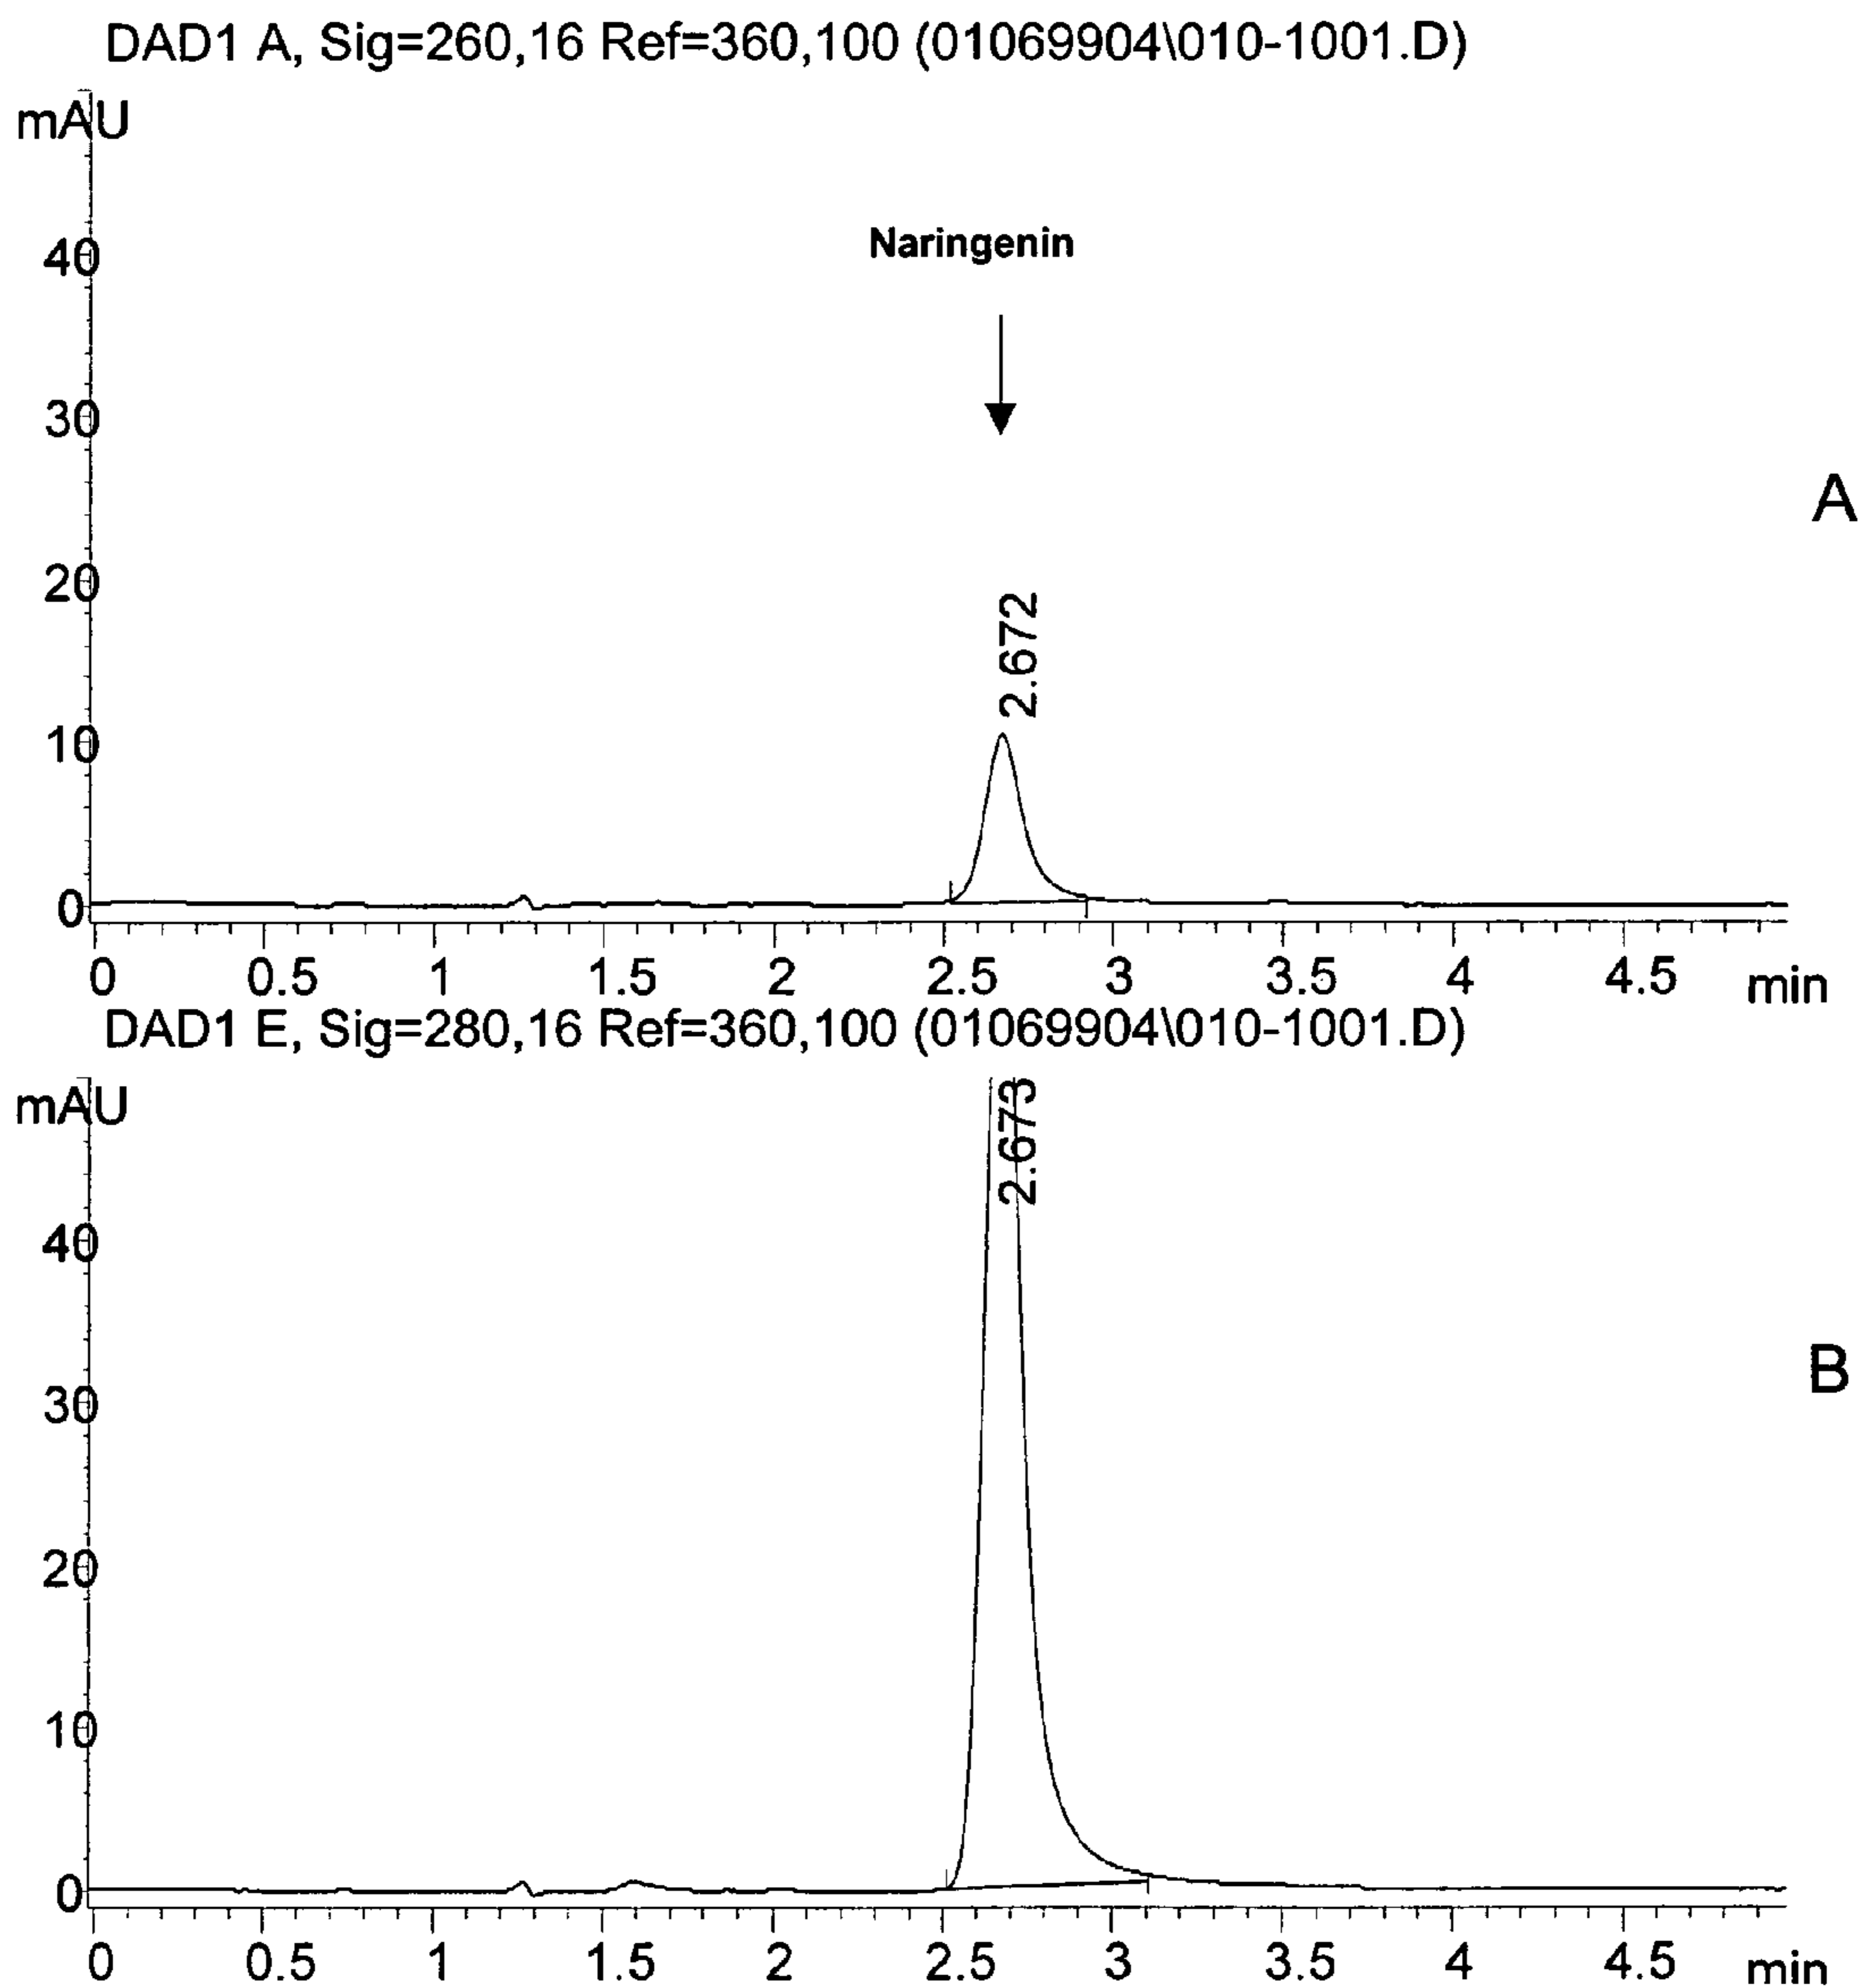 DAD1 A, Sig=260,16 Ref=360,100 (01069904\010-1001.D)
mAU
40
Naringenin
30
A
20
2.672
10
0
0 0.5 1 1.5 2 2.5 3 3.5 4 4.5 min
DAD1 E, Sig=280,16 Ref=360,100 (01069904\010-1001.D)
mAU
2.673
40
30
B
20
10
0
0 0.5 1 1.5 2 2.5 3 3.5 4 4.5 min